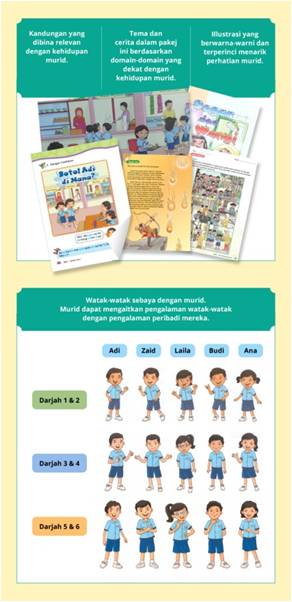 Kandungan yang
dibina relevan
dengan kehidupan
murid.
Tema dan
cerita dalam pakej
ini berdasarkan
domain-domain yang
dekat dengan
kehidupan murid.
Illustrasi yang
berwarna-warni dan
terperinci menarik
perhatian murid.
Botol Adi
di Mana?
Watak-watak sebaya dengan murid.
Murid dapat mengaitkan pengalaman watak-watak
dengan pengalaman peribadi mereka.
Adi Zaid Laila Budi Ana
Darjah 1 & 2
Darjah 3 & 4
Darjah 5 & 6